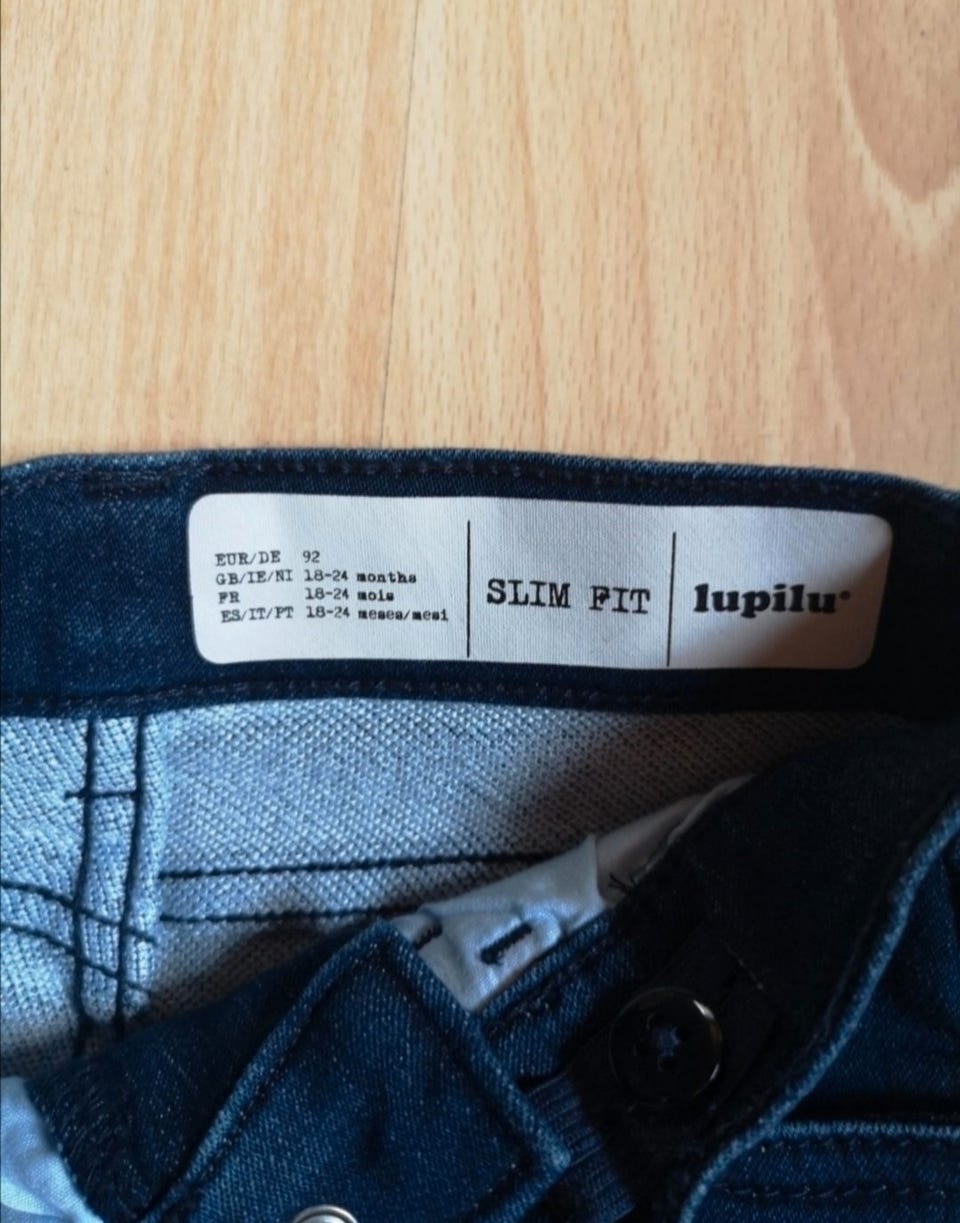 EUR/DE 92
GB/IE/NI 18-24 months
FR 18-24 mois
ES/IT/PT 18-24 meses/mesi
SLIM FIT
lupilu®